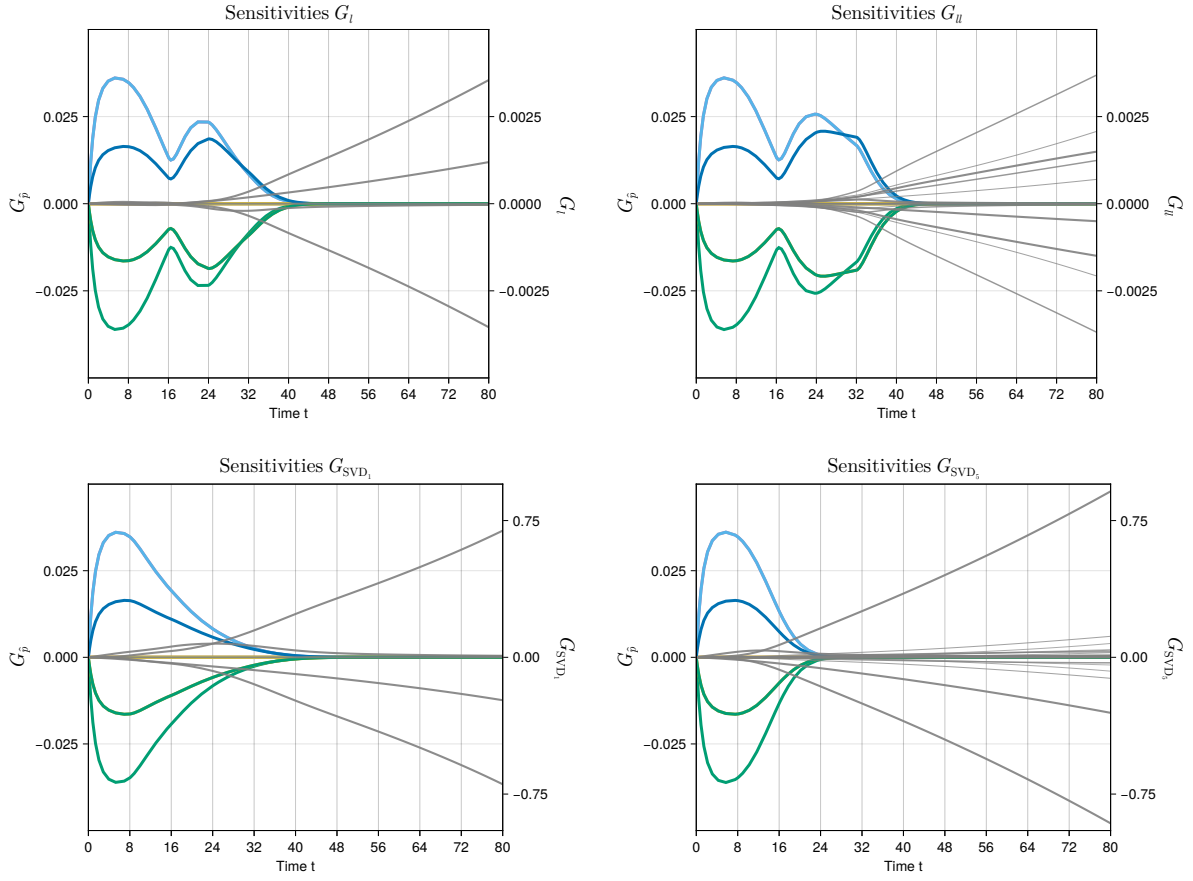 Sensitivities G_l
G_p̂
0.025
0.000
−0.025
0.0025
0.0000
−0.0025
G_l
0 8 16 24 32 40 48 56 64 72 80
Time t
Sensitivities G_ll
G_p̂
0.025
0.000
−0.025
0.0025
0.0000
−0.0025
G_ll
0 8 16 24 32 40 48 56 64 72 80
Time t
Sensitivities G_SVD₁
G_p̂
0.025
0.000
−0.025
0.75
0.00
−0.75
G_SVD₁
0 8 16 24 32 40 48 56 64 72 80
Time t
Sensitivities G_SVD₅
G_p̂
0.025
0.000
−0.025
0.75
0.00
−0.75
G_SVD₅
0 8 16 24 32 40 48 56 64 72 80
Time t